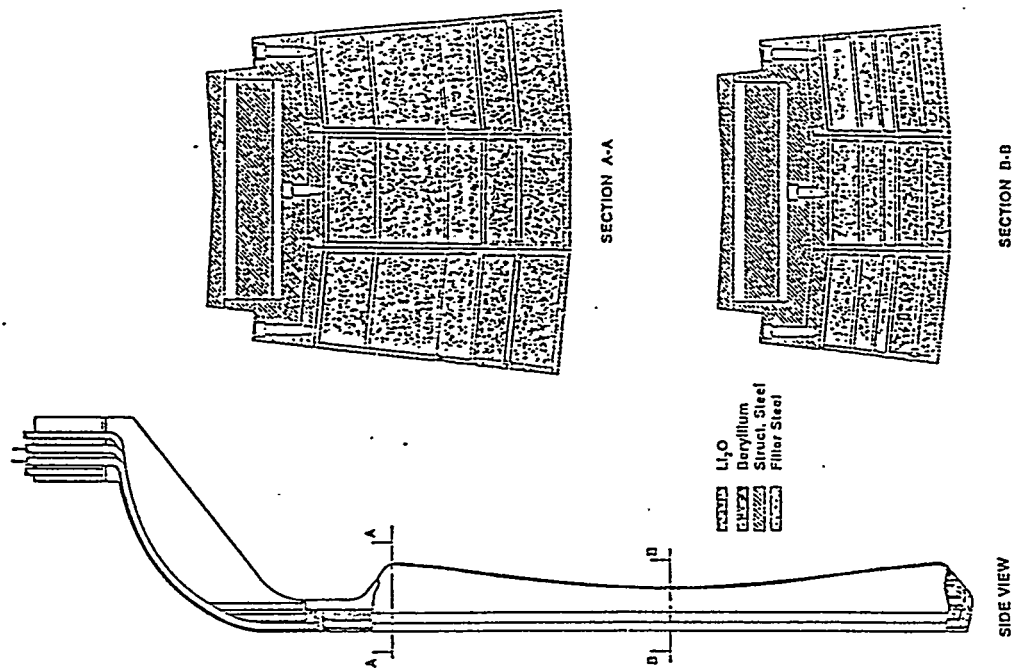 SECTION A-A
SECTION B-B
Li₂O
Beryllium
Struct. Steel
Filler Steel
A
A
B
B
SIDE VIEW